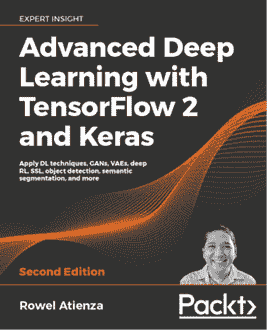 EXPERT INSIGHT
Advanced Deep
Learning with
TensorFlow 2
and Keras
Apply DL techniques, GANs, VAEs, deep
RL, SSL, object detection, semantic
segmentation, and more
Second Edition
Rowel Atienza
Packt>